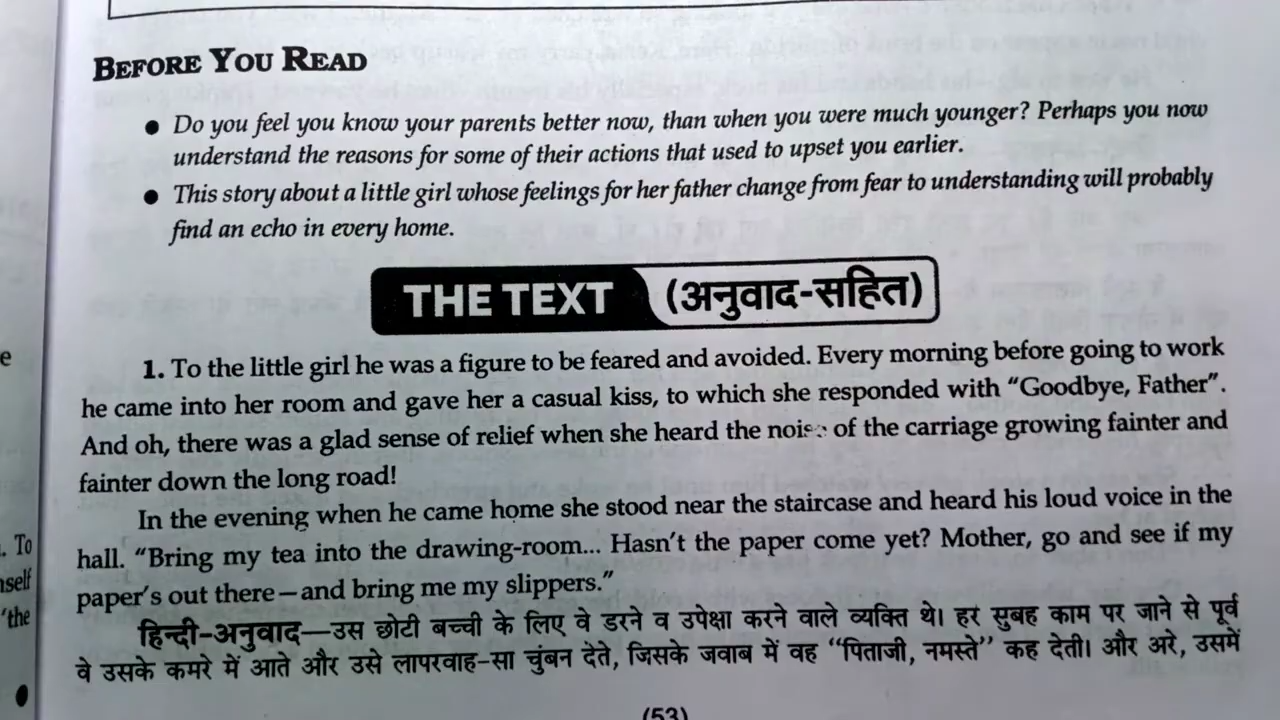 BEFORE YOU READ
● Do you feel you know your parents better now, than when you were much younger? Perhaps you now
understand the reasons for some of their actions that used to upset you earlier.
● This story about a little girl whose feelings for her father change from fear to understanding will probably
find an echo in every home.
THE TEXT (अनुवाद-सहित)
1. To the little girl he was a figure to be feared and avoided. Every morning before going to work
e
he came into her room and gave her a casual kiss, to which she responded with “Goodbye, Father”.
And oh, there was a glad sense of relief when she heard the noise of the carriage growing fainter and
fainter down the long road!
In the evening when he came home she stood near the staircase and heard his loud voice in the
. To
hall. “Bring my tea into the drawing-room... Hasn’t the paper come yet? Mother, go and see if my
nself
paper’s out there—and bring me my slippers.”
‘the
हिन्दी-अनुवाद—उस छोटी बच्ची के लिए वे डरने व उपेक्षा करने वाले व्यक्ति थे। हर सुबह काम पर जाने से पूर्व
वे उसके कमरे में आते और उसे लापरवाह-सा चुंबन देते, जिसके जवाब में वह “पिताजी, नमस्ते” कह देती। और अरे, उसमें
(53)